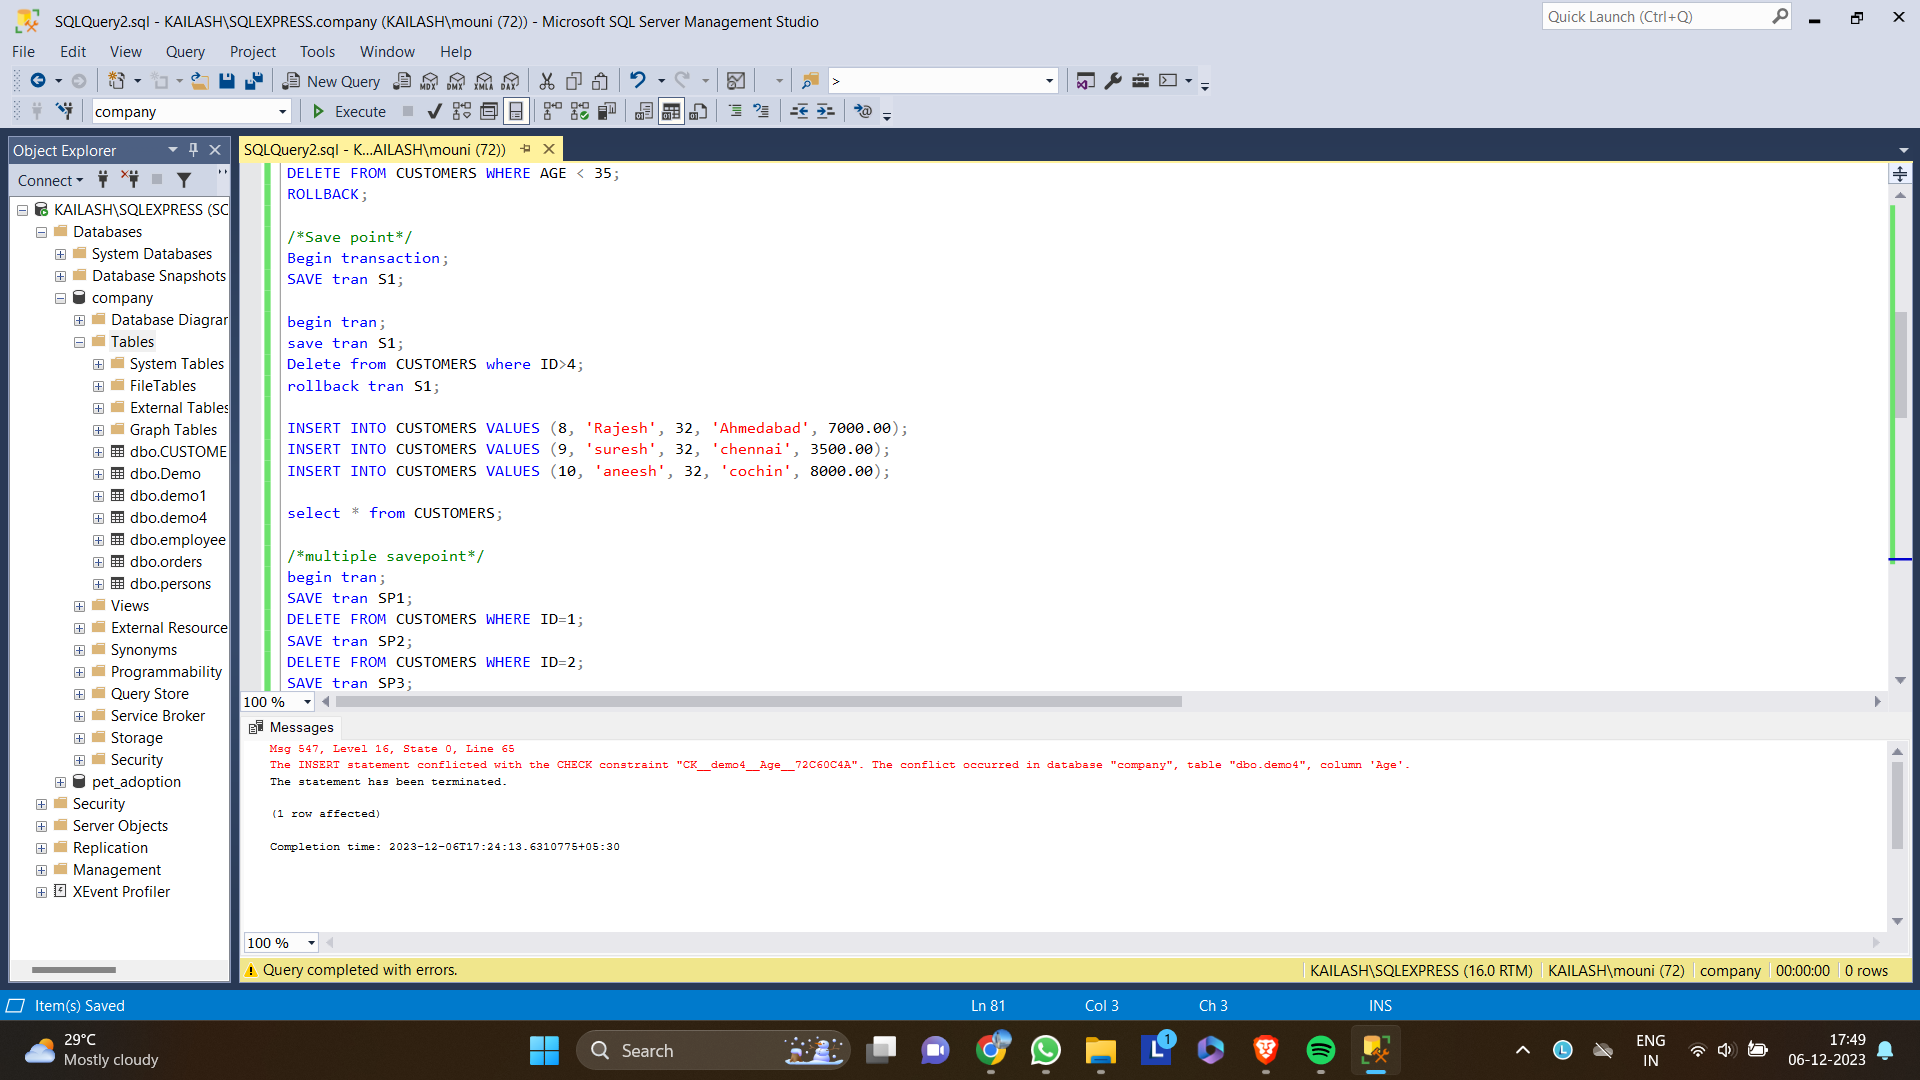 SQLQuery2.sql - KAILASH\SQLEXPRESS.company (KAILASH\mouni (72)) - Microsoft SQL Server Management Studio
Quick Launch (Ctrl+Q)
File Edit View Query Project Tools Window Help
New Query MDX DMX XMLA DAX >
company Execute
Object Explorer
SQLQuery2.sql - K...AILASH\mouni (72))
Connect
KAILASH\SQLEXPRESS (SC
Databases
System Databases
Database Snapshots
company
Database Diagrar
Tables
System Tables
FileTables
External Tables
Graph Tables
dbo.CUSTOME
dbo.Demo
dbo.demo1
dbo.demo4
dbo.employee
dbo.orders
dbo.persons
Views
External Resource
Synonyms
Programmability
Query Store
Service Broker
Storage
Security
pet_adoption
Security
Server Objects
Replication
Management
XEvent Profiler
DELETE FROM CUSTOMERS WHERE AGE < 35;
ROLLBACK;
/*Save point*/
Begin transaction;
SAVE tran S1;
begin tran;
save tran S1;
Delete from CUSTOMERS where ID>4;
rollback tran S1;
INSERT INTO CUSTOMERS VALUES (8, 'Rajesh', 32, 'Ahmedabad', 7000.00);
INSERT INTO CUSTOMERS VALUES (9, 'suresh', 32, 'chennai', 3500.00);
INSERT INTO CUSTOMERS VALUES (10, 'aneesh', 32, 'cochin', 8000.00);
select * from CUSTOMERS;
/*multiple savepoint*/
begin tran;
SAVE tran SP1;
DELETE FROM CUSTOMERS WHERE ID=1;
SAVE tran SP2;
DELETE FROM CUSTOMERS WHERE ID=2;
SAVE tran SP3;
100 %
Messages
Msg 547, Level 16, State 0, Line 65
The INSERT statement conflicted with the CHECK constraint "CK__demo4__Age__72C60C4A". The conflict occurred in database "company", table "dbo.demo4", column 'Age'.
The statement has been terminated.
(1 row affected)
Completion time: 2023-12-06T17:24:13.6310775+05:30
100 %
Query completed with errors.
KAILASH\SQLEXPRESS (16.0 RTM) KAILASH\mouni (72) company 00:00:00 0 rows
Item(s) Saved Ln 81 Col 3 Ch 3 INS
29°C
Mostly cloudy
Search
L 1
L
ENG
IN
17:49
06-12-2023